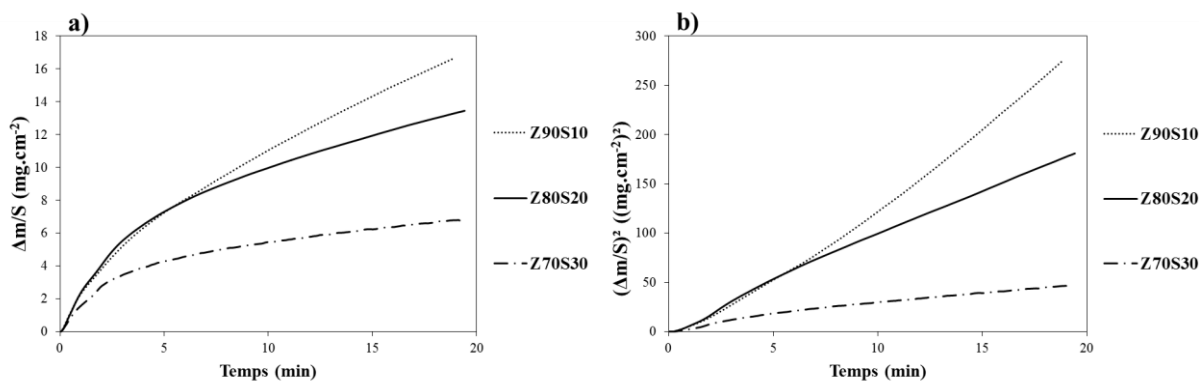 a)
Δm/S (mg.cm⁻²)
18
16
14
12
10
8
6
4
2
0
0 5 10 15 20
Temps (min)
Z90S10
Z80S20
Z70S30
b)
(Δm/S)² ((mg.cm⁻²)²)
300
250
200
150
100
50
0
0 5 10 15 20
Temps (min)
Z90S10
Z80S20
Z70S30